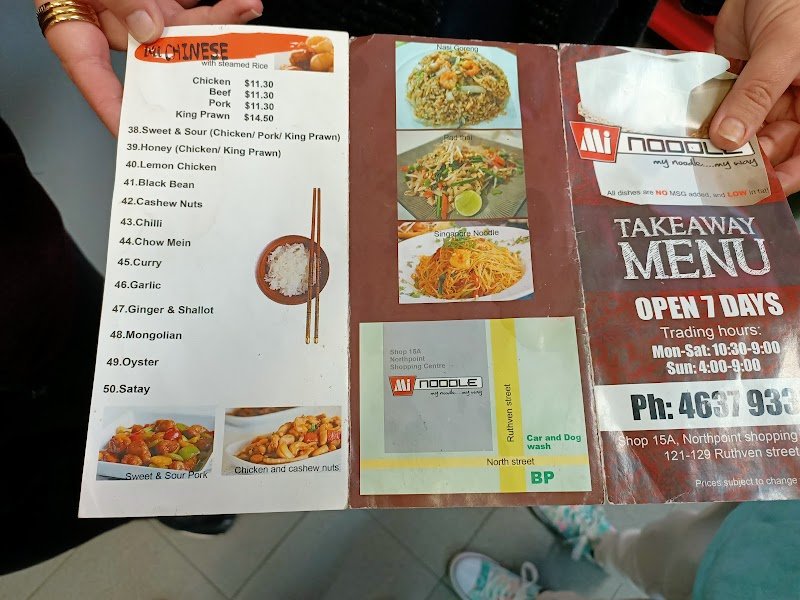 Mi CHINESE
with steamed Rice
Chicken $11.30
Beef $11.30
Pork $11.30
King Prawn $14.50
38.Sweet & Sour (Chicken/ Pork/ King Prawn)
39.Honey (Chicken/ King Prawn)
40.Lemon Chicken
41.Black Bean
42.Cashew Nuts
43.Chilli
44.Chow Mein
45.Curry
46.Garlic
47.Ginger & Shallot
48.Mongolian
49.Oyster
50.Satay
Sweet & Sour Pork
Chicken and cashew nuts
Nasi Goreng
Pad thai
Singapore Noodle
Shop 15A
Northpoint
Shopping Centre
Mi NOODLE
my noodle....my way
Ruthven street
Car and Dog
wash
North street
BP
Mi NOODLE
my noodle....my way
All dishes are NO MSG added, and LOW in fat
TAKEAWAY
MENU
OPEN 7 DAYS
Trading hours:
Mon-Sat: 10:30-9:00
Sun: 4:00-9:00
Ph: 4637 933
Shop 15A, Northpoint shopping
121-129 Ruthven street
Prices subject to change